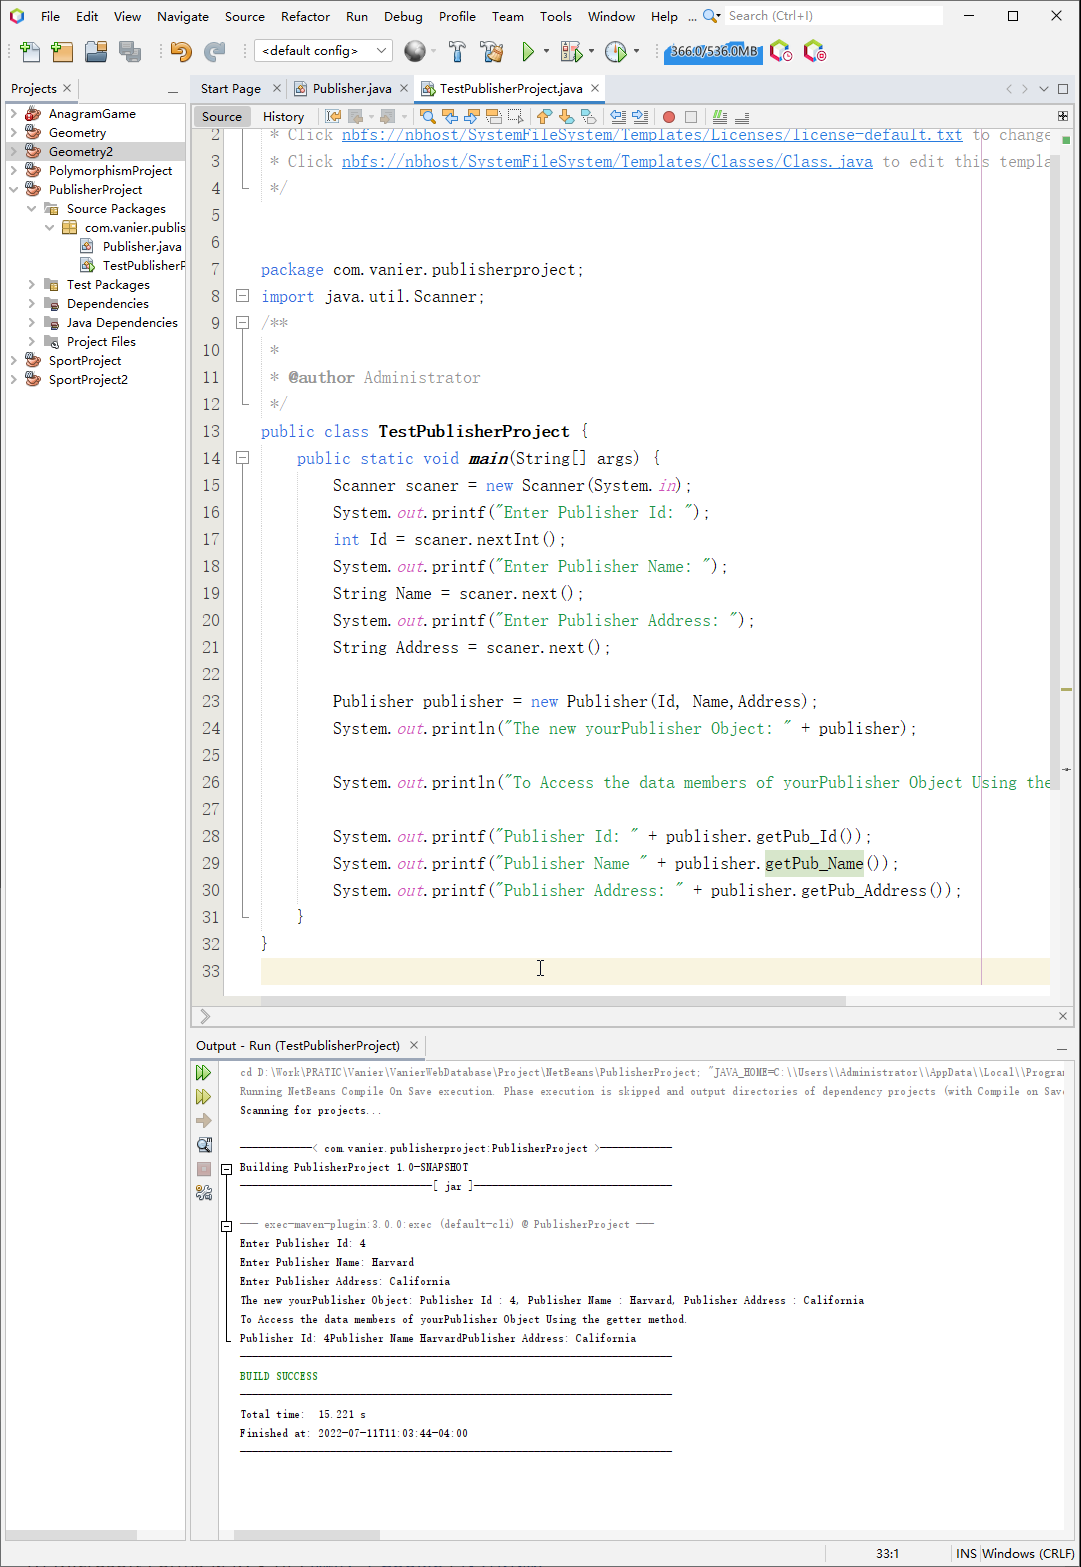 File Edit View Navigate Source Refactor Run Debug Profile Team Tools Window Help ... Search (Ctrl+I)
<default config> 366.0/536.0MB
Projects
AnagramGame
Geometry
Geometry2
PolymorphismProject
PublisherProject
Source Packages
com.vanier.publis
Publisher.java
TestPublisherP
Test Packages
Dependencies
Java Dependencies
Project Files
SportProject
SportProject2
Start Page Publisher.java TestPublisherProject.java
Source History
2 * Click nbfs://nbhost/SystemFileSystem/Templates/Licenses/license-default.txt to change
3 * Click nbfs://nbhost/SystemFileSystem/Templates/Classes/Class.java to edit this templa
4 */
5
6
7 package com.vanier.publisherproject;
8 import java.util.Scanner;
9 /**
10 *
11 * @author Administrator
12 */
13 public class TestPublisherProject {
14 public static void main(String[] args) {
15 Scanner scaner = new Scanner(System.in);
16 System.out.printf("Enter Publisher Id: ");
17 int Id = scaner.nextInt();
18 System.out.printf("Enter Publisher Name: ");
19 String Name = scaner.next();
20 System.out.printf("Enter Publisher Address: ");
21 String Address = scaner.next();
22
23 Publisher publisher = new Publisher(Id, Name,Address);
24 System.out.println("The new yourPublisher Object: " + publisher);
25
26 System.out.println("To Access the data members of yourPublisher Object Using the
27
28 System.out.printf("Publisher Id: " + publisher.getPub_Id());
29 System.out.printf("Publisher Name " + publisher.getPub_Name());
30 System.out.printf("Publisher Address: " + publisher.getPub_Address());
31 }
32 }
33
Output - Run (TestPublisherProject)
cd D:\Work\PRATIC\Vanier\VanierWebDatabase\Project\NetBeans\PublisherProject; "JAVA_HOME=C:\\Users\\Administrator\\AppData\\Local\\Progra
Running NetBeans Compile On Save execution. Phase execution is skipped and output directories of dependency projects (with Compile on Sav
Scanning for projects...
------------< com.vanier.publisherproject:PublisherProject >------------
Building PublisherProject 1.0-SNAPSHOT
--------------------------------[ jar ]---------------------------------
--- exec-maven-plugin:3.0.0:exec (default-cli) @ PublisherProject ---
Enter Publisher Id: 4
Enter Publisher Name: Harvard
Enter Publisher Address: California
The new yourPublisher Object: Publisher Id : 4, Publisher Name : Harvard, Publisher Address : California
To Access the data members of yourPublisher Object Using the getter method.
Publisher Id: 4Publisher Name HarvardPublisher Address: California
------------------------------------------------------------------------
BUILD SUCCESS
------------------------------------------------------------------------
Total time:  15.221 s
Finished at: 2022-07-11T11:03:44-04:00
------------------------------------------------------------------------
33:1 INS Windows (CRLF)